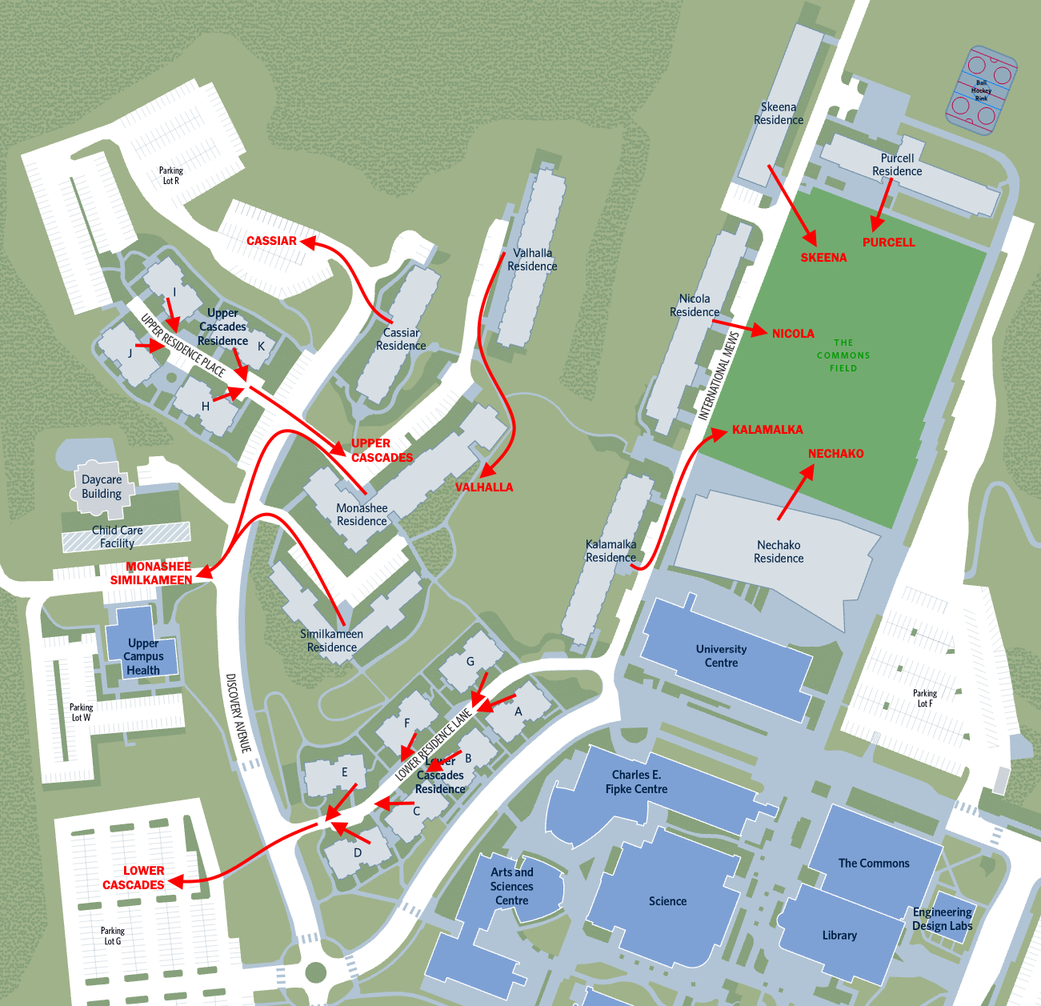 Ball
Hockey
Rink
Skeena
Residence
Purcell
Residence
Parking
Lot R
CASSIAR
PURCELL
SKEENA
Valhalla
Residence
I
Upper
Cascades
Residence
K
J
H
UPPER RESIDENCE PLACE
Cassiar
Residence
Nicola
Residence
NICOLA
THE
COMMONS
FIELD
INTERNATIONAL MEWS
KALAMALKA
NECHAKO
UPPER
CASCADES
VALHALLA
Daycare
Building
Child Care
Facility
Monashee
Residence
Kalamalka
Residence
Nechako
Residence
MONASHEE
SIMILKAMEEN
Similkameen
Residence
Upper
Campus
Health
University
Centre
Parking
Lot W
DISCOVERY AVENUE
G
A
F
B
E
C
D
LOWER RESIDENCE LANE
Lower
Cascades
Residence
Parking
Lot F
Charles E.
Fipke Centre
LOWER
CASCADES
Parking
Lot G
Arts and
Sciences
Centre
Science
The Commons
Library
Engineering
Design Labs